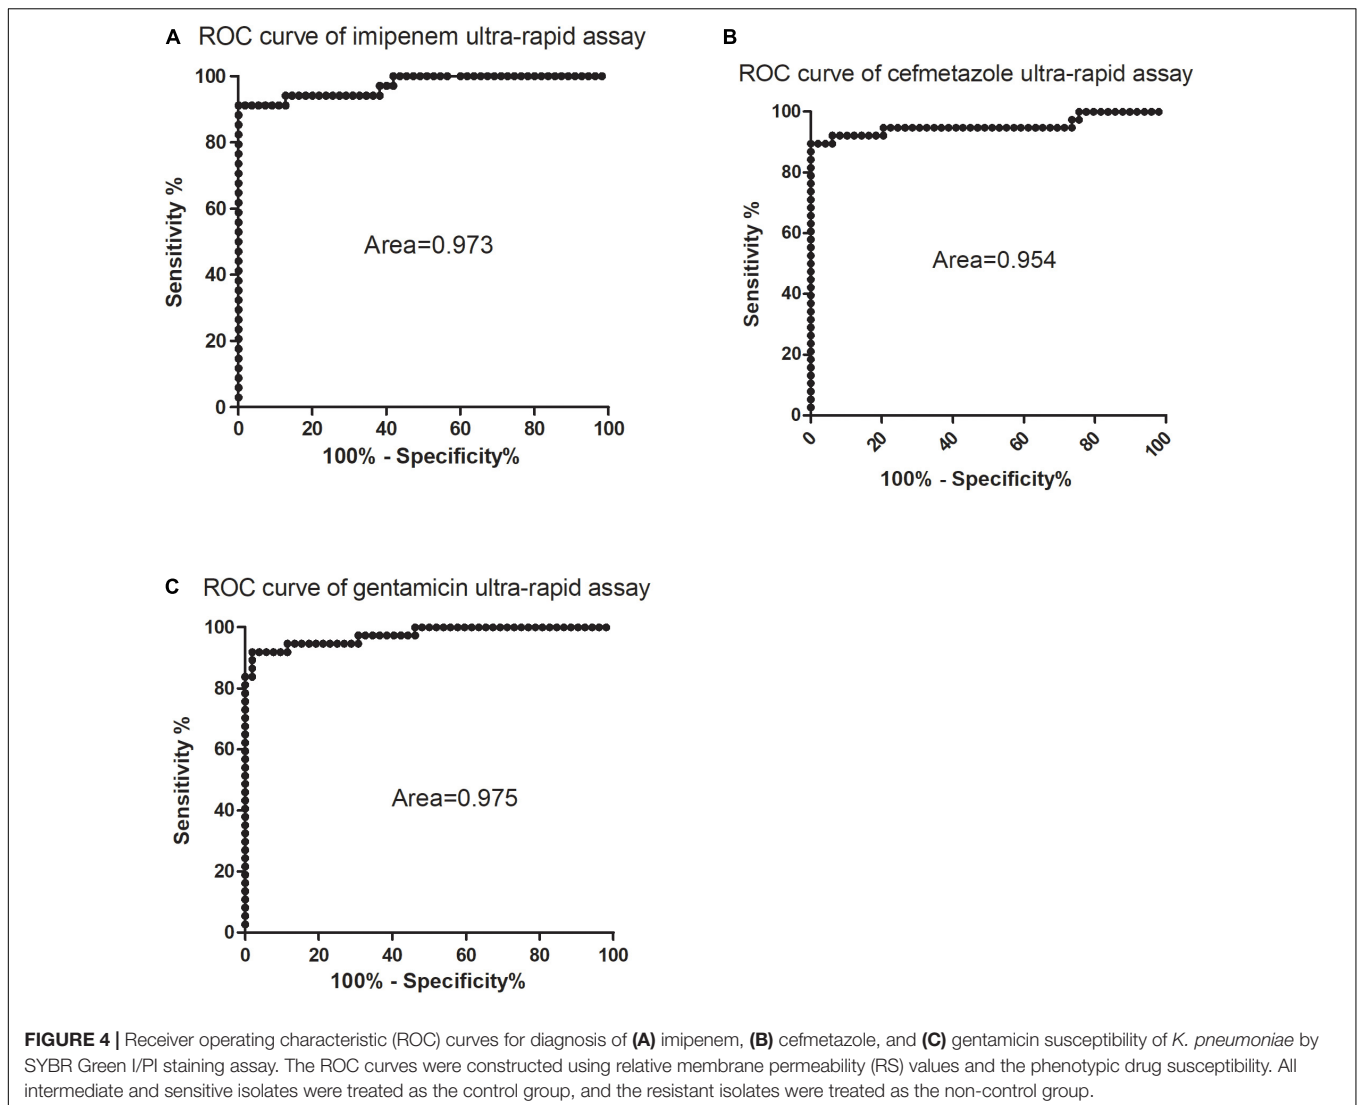 A ROC curve of imipenem ultra-rapid assay
100
80
60
40
20
0
Sensitivity %
Area=0.973
0 20 40 60 80 100
100% - Specificity%
B
ROC curve of cefmetazole ultra-rapid assay
100
80
60
40
20
0
Sensitivity %
Area=0.954
0 20 40 60 80 100
100% - Specificity%
C ROC curve of gentamicin ultra-rapid assay
100
80
60
40
20
0
Sensitivity %
Area=0.975
0 20 40 60 80 100
100% - Specificity%
FIGURE 4 | Receiver operating characteristic (ROC) curves for diagnosis of (A) imipenem, (B) cefmetazole, and (C) gentamicin susceptibility of K. pneumoniae by
SYBR Green I/PI staining assay. The ROC curves were constructed using relative membrane permeability (RS) values and the phenotypic drug susceptibility. All
intermediate and sensitive isolates were treated as the control group, and the resistant isolates were treated as the non-control group.